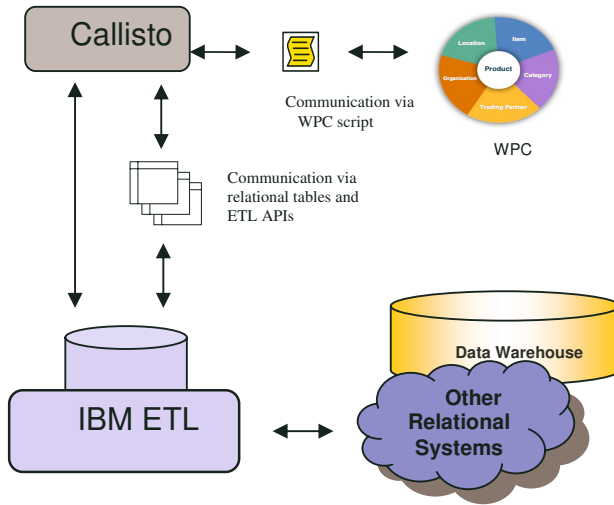 Callisto
Location
Item
Organization
Product
Category
Trading Partner
Communication via
WPC script
WPC
Communication via
relational tables and
ETL APIs
Data Warehouse
IBM ETL
Other
Relational
Systems